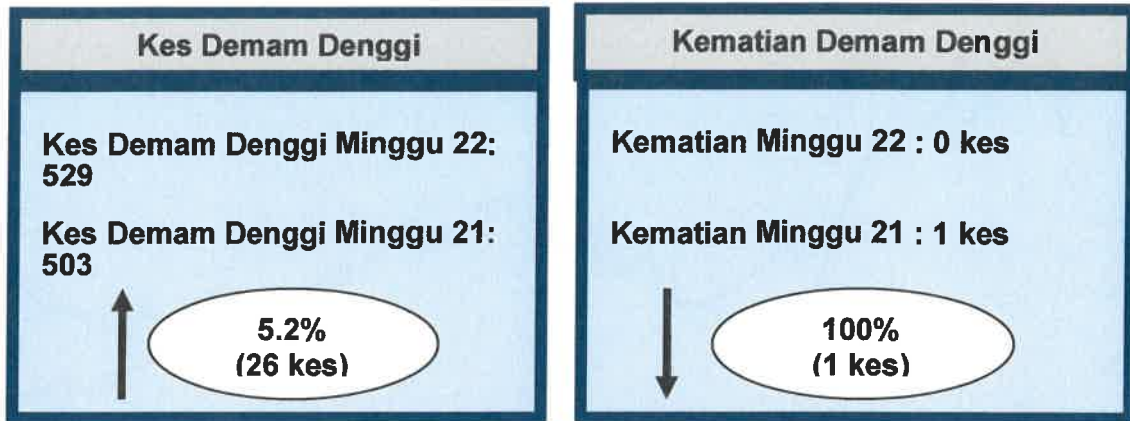 Kes Demam Denggi
Kes Demam Denggi Minggu 22:
529
Kes Demam Denggi Minggu 21:
503
5.2%
(26 kes)
Kematian Demam Denggi
Kematian Minggu 22 : 0 kes
Kematian Minggu 21 : 1 kes
100%
(1 kes)